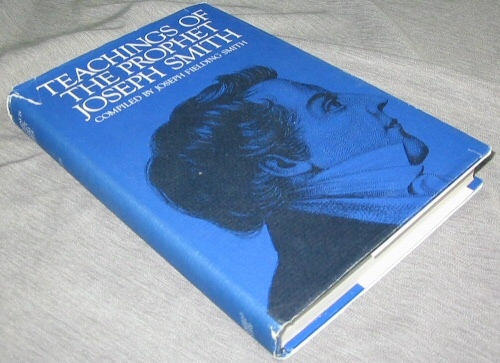 TEACHINGS OF
THE PROPHET
JOSEPH SMITH
COMPILED BY JOSEPH FIELDING SMITH